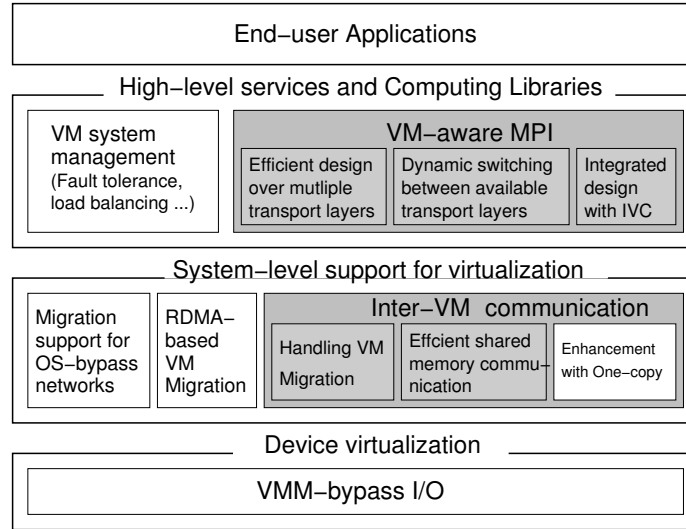 End−user Applications
High−level services and Computing Libraries
VM system
management
(Fault tolerance,
load balancing ...)
VM−aware MPI
Efficient design
over mutliple
transport layers
Dynamic switching
between available
transport layers
Integrated
design
with IVC
System−level support for virtualization
Migration
support for
OS−bypass
networks
RDMA−
based
VM
Migration
Inter−VM communication
Handling VM
Migration
Effcient shared
memory commu−
nication
Enhancement
with One−copy
Device virtualization
VMM−bypass I/O